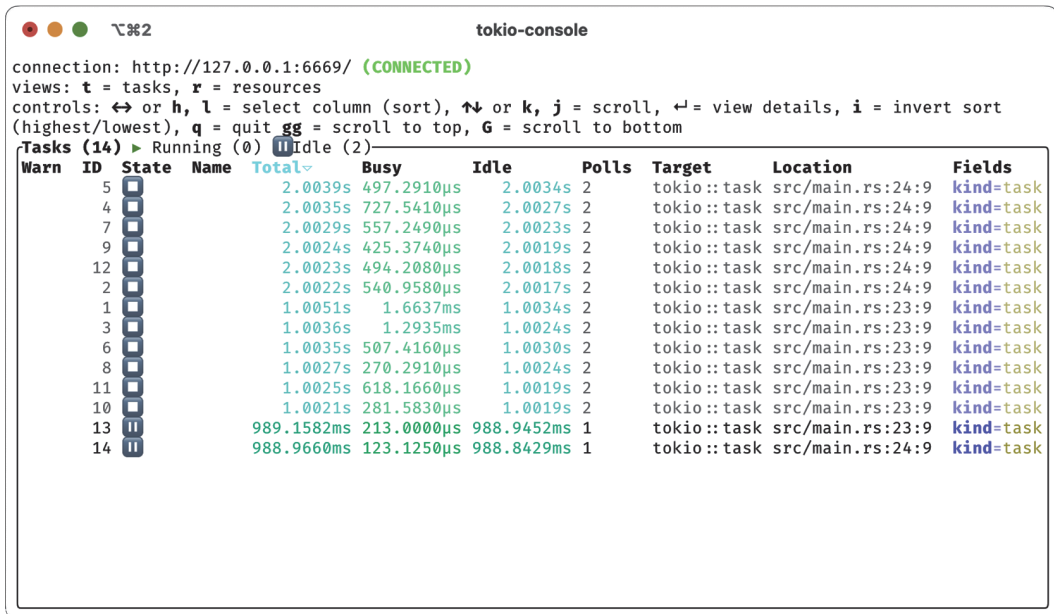 ⌥⌘2 tokio-console
connection: http://127.0.0.1:6669/ (CONNECTED)
views: t = tasks, r = resources
controls: ↔ or h, l = select column (sort), ↑↓ or k, j = scroll, ↵ = view details, i = invert sort
(highest/lowest), q = quit gg = scroll to top, G = scroll to bottom
Tasks (14) ▶ Running (0) ⏸Idle (2)
Warn ID State Name Total▿ Busy Idle Polls Target Location Fields
5 ⏹ 2.0039s 497.2910µs 2.0034s 2 tokio::task src/main.rs:24:9 kind=task
4 ⏹ 2.0035s 727.5410µs 2.0027s 2 tokio::task src/main.rs:24:9 kind=task
7 ⏹ 2.0029s 557.2490µs 2.0023s 2 tokio::task src/main.rs:24:9 kind=task
9 ⏹ 2.0024s 425.3740µs 2.0019s 2 tokio::task src/main.rs:24:9 kind=task
12 ⏹ 2.0023s 494.2080µs 2.0018s 2 tokio::task src/main.rs:24:9 kind=task
2 ⏹ 2.0022s 540.9580µs 2.0017s 2 tokio::task src/main.rs:24:9 kind=task
1 ⏹ 1.0051s 1.6637ms 1.0034s 2 tokio::task src/main.rs:23:9 kind=task
3 ⏹ 1.0036s 1.2935ms 1.0024s 2 tokio::task src/main.rs:23:9 kind=task
6 ⏹ 1.0035s 507.4160µs 1.0030s 2 tokio::task src/main.rs:23:9 kind=task
8 ⏹ 1.0027s 270.2910µs 1.0024s 2 tokio::task src/main.rs:23:9 kind=task
11 ⏹ 1.0025s 618.1660µs 1.0019s 2 tokio::task src/main.rs:23:9 kind=task
10 ⏹ 1.0021s 281.5830µs 1.0019s 2 tokio::task src/main.rs:23:9 kind=task
13 ⏸ 989.1582ms 213.0000µs 988.9452ms 1 tokio::task src/main.rs:23:9 kind=task
14 ⏸ 988.9660ms 123.1250µs 988.8429ms 1 tokio::task src/main.rs:24:9 kind=task